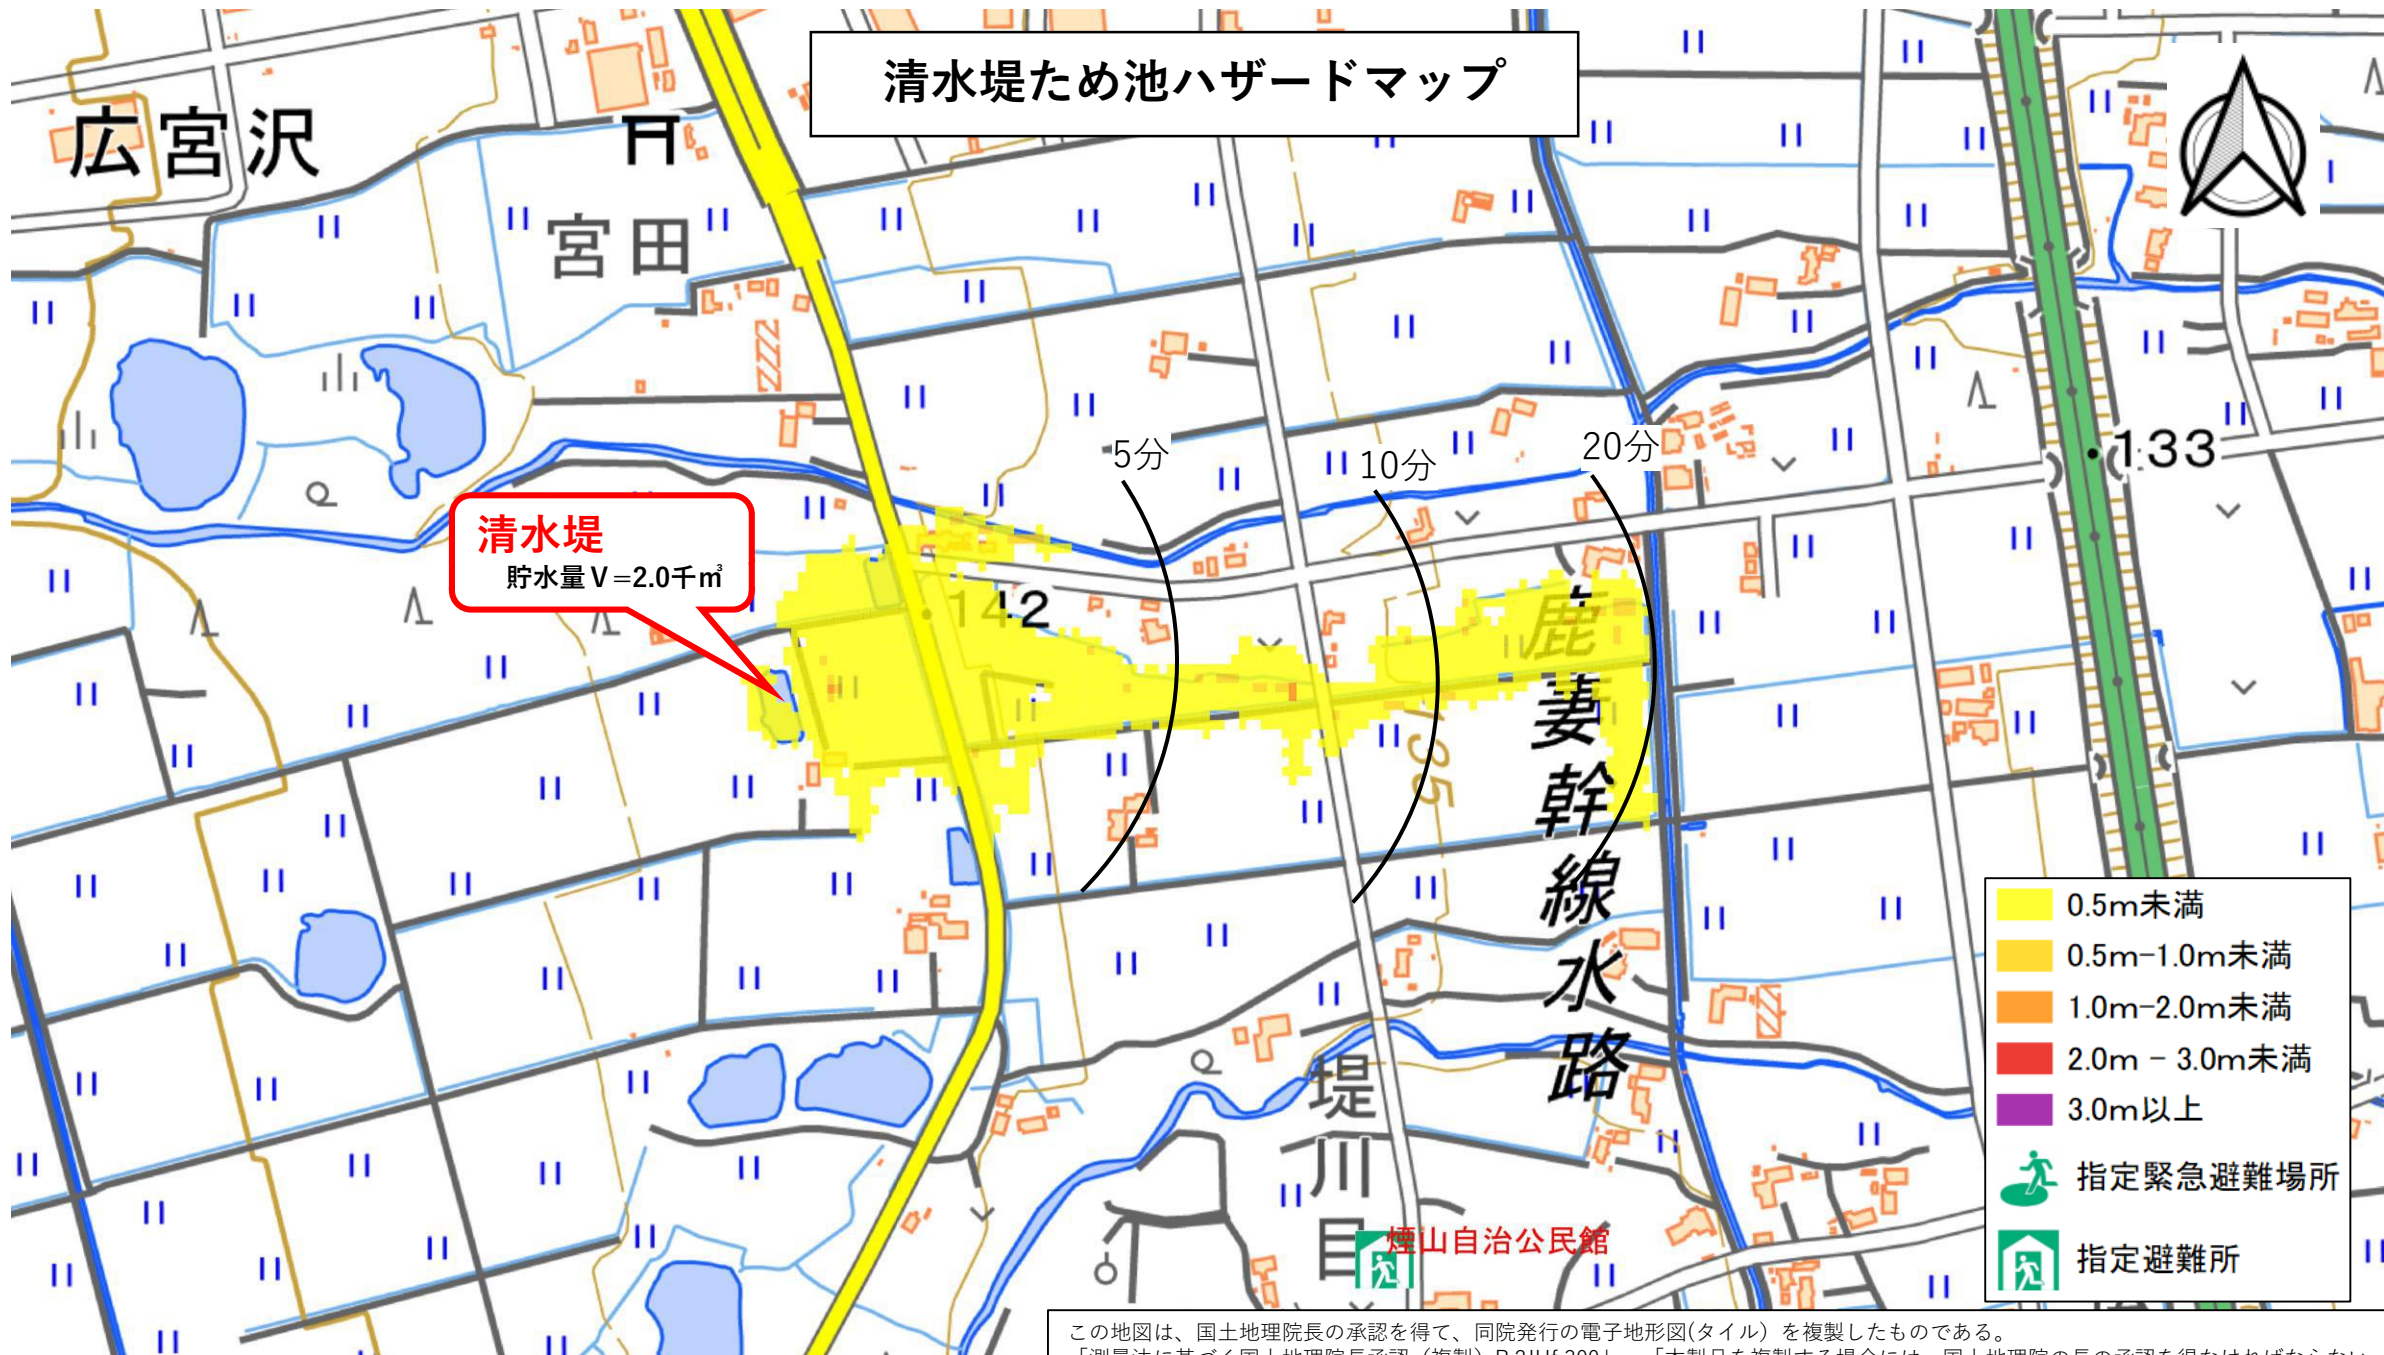 清水堤ため池ハザードマップ
広宮沢
宮田
5分
10分
20分
133
清水堤
貯水量V=2.0千㎥
142
135
鹿妻幹線水路
堤川目
煙山自治公民館
0.5m未満
0.5m-1.0m未満
1.0m-2.0m未満
2.0m - 3.0m未満
3.0m以上
指定緊急避難場所
指定避難所
この地図は、国土地理院長の承認を得て、同院発行の電子地形図(タイル）を複製したものである。